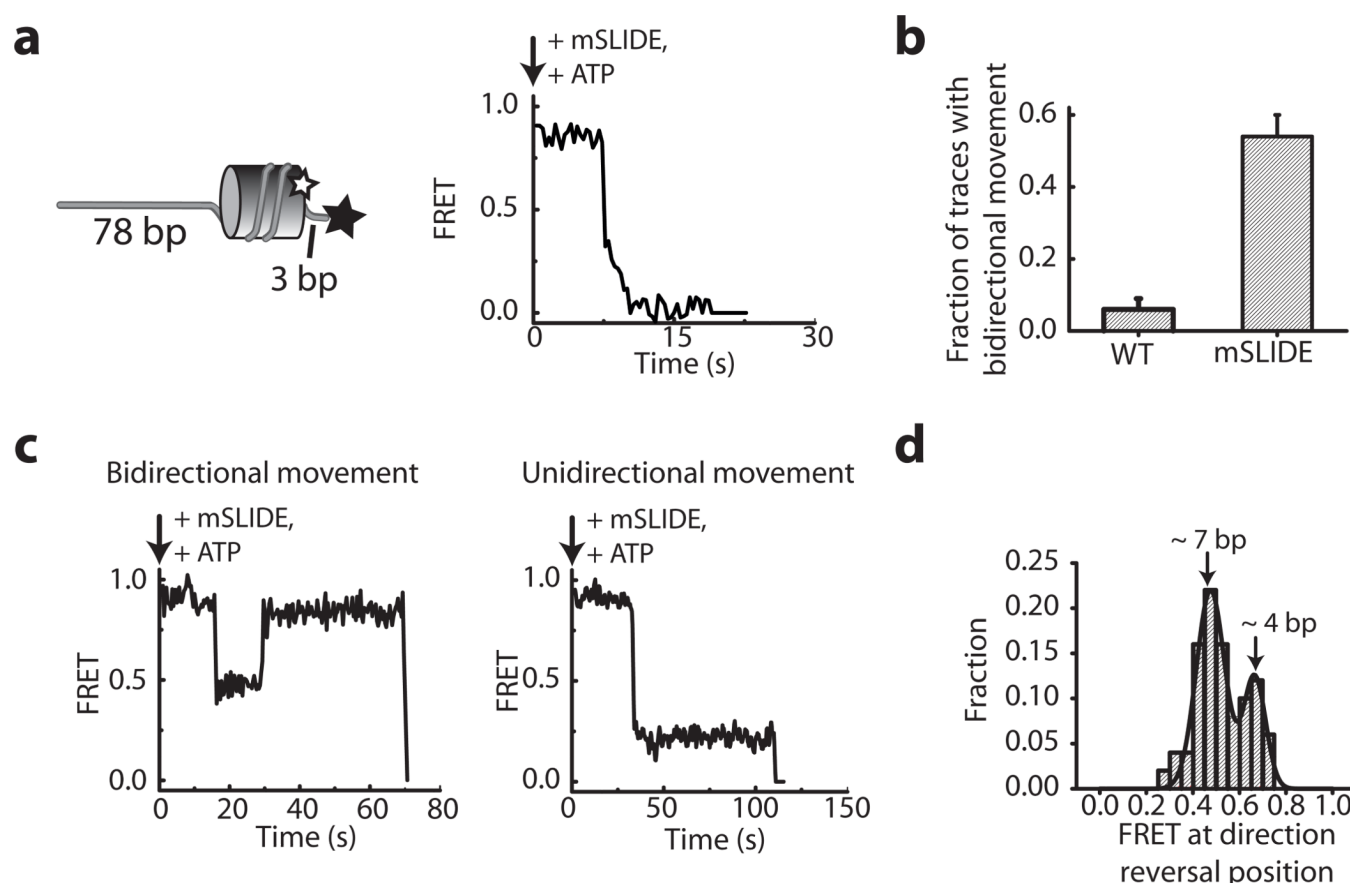 a
78 bp
3 bp
+ mSLIDE,
+ ATP
FRET
1.0
0.5
0.0
0 15 30
Time (s)
b
Fraction of traces with
bidirectional movement
0.6
0.4
0.2
0.0
WT mSLIDE
c
Bidirectional movement
+ mSLIDE,
+ ATP
FRET
1.0
0.5
0.0
0 20 40 60 80
Time (s)
Unidirectional movement
+ mSLIDE,
+ ATP
FRET
1.0
0.5
0.0
0 50 100 150
Time (s)
d
~ 7 bp
~ 4 bp
Fraction
0.25
0.20
0.15
0.10
0.05
0.00
0.0 0.2 0.4 0.6 0.8 1.0
FRET at direction
reversal position